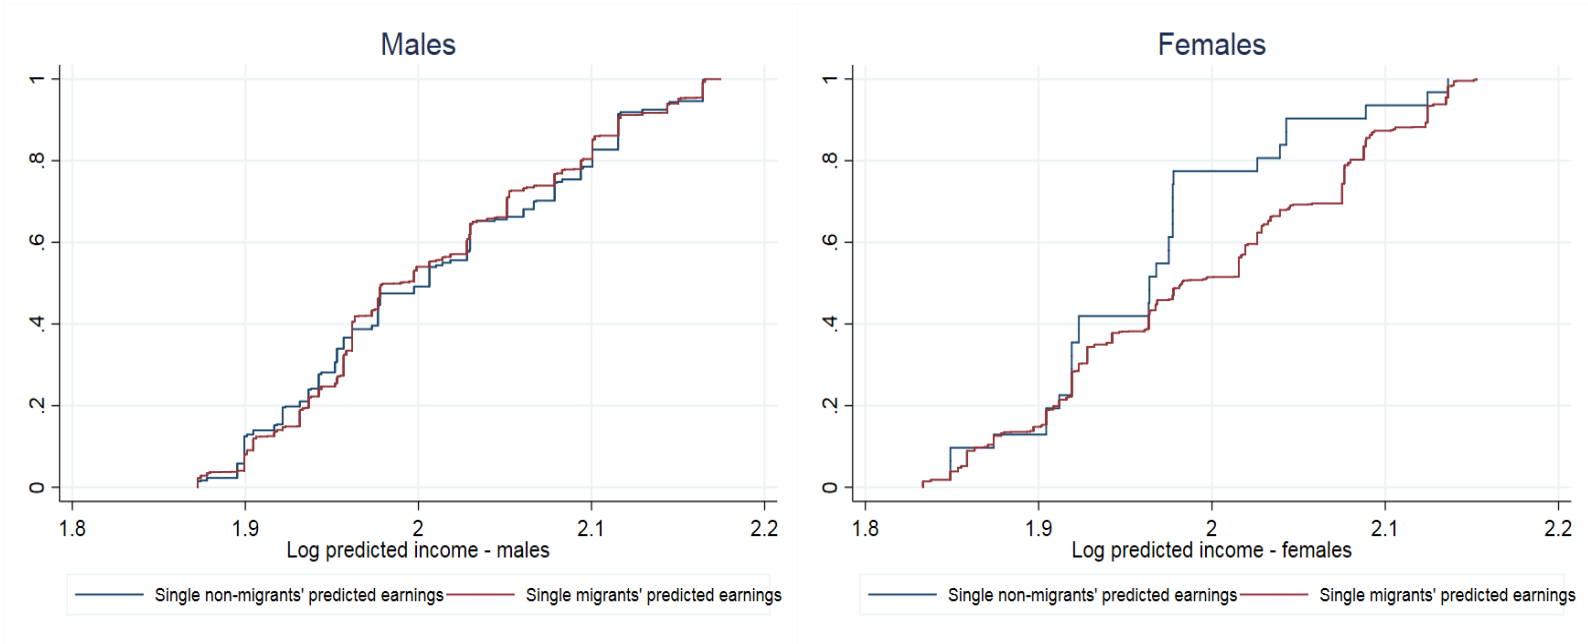 Males
1
.8
.6
.4
.2
0
1.8 1.9 2 2.1 2.2
Log predicted income - males
Single non-migrants' predicted earnings Single migrants' predicted earnings
Females
1
.8
.6
.4
.2
0
1.8 1.9 2 2.1 2.2
Log predicted income - females
Single non-migrants' predicted earnings Single migrants' predicted earnings